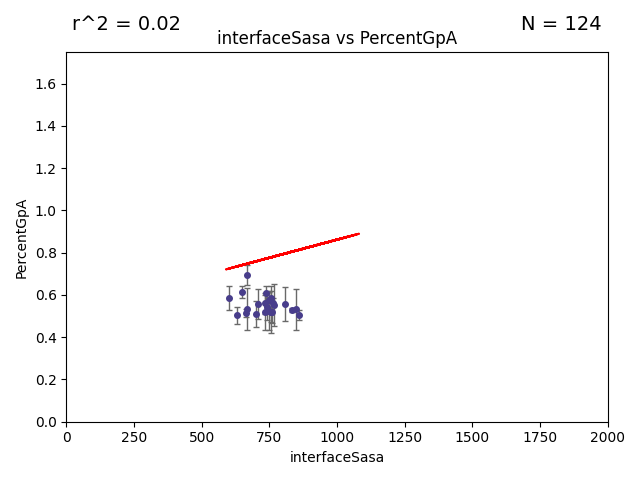 r^2 = 0.02
N = 124
interfaceSasa vs PercentGpA
1.6
1.4
1.2
1.0
0.8
0.6
0.4
0.2
0.0
PercentGpA
0 250 500 750 1000 1250 1500 1750 2000
interfaceSasa